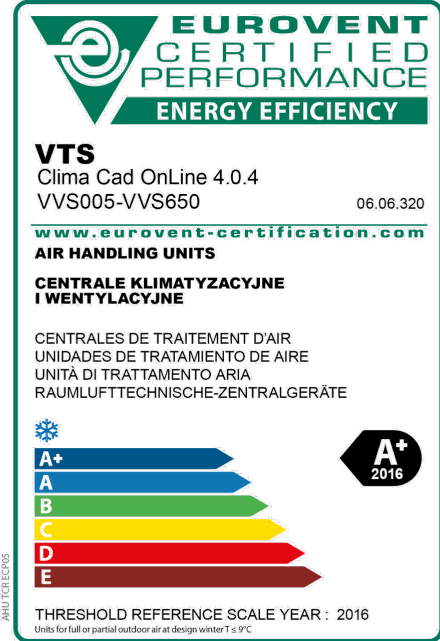 EUROVENT
CERTIFIED
PERFORMANCE
ENERGY EFFICIENCY
VTS
Clima Cad OnLine 4.0.4
VVS005-VVS650 06.06.320
www.eurovent-certification.com
AIR HANDLING UNITS
CENTRALE KLIMATYZACYJNE
I WENTYLACYJNE
CENTRALES DE TRAITEMENT D'AIR
UNIDADES DE TRATAMIENTO DE AIRE
UNITÀ DI TRATTAMENTO ARIA
RAUMLUFTTECHNISCHE-ZENTRALGERÄTE
A+
A
B
C
D
E
A+
2016
THRESHOLD REFERENCE SCALE YEAR : 2016
Units for full or partial outdoor air at design winter T ≤ 9°C
AHU TCR ECP05